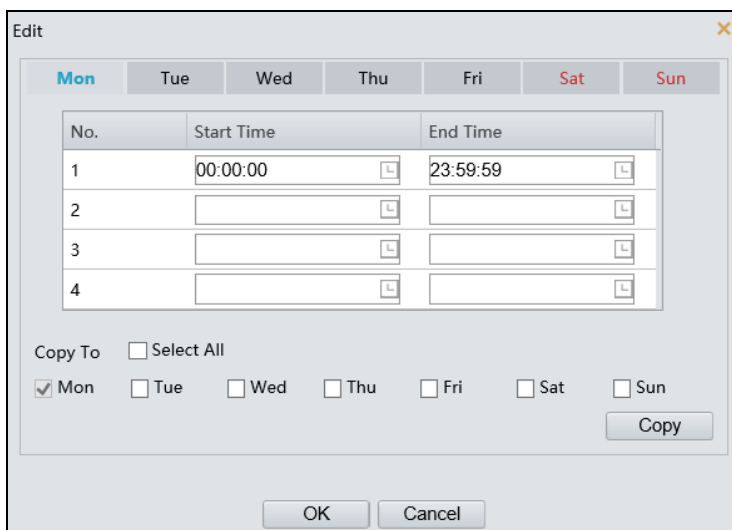 Edit
Mon Tue Wed Thu Fri Sat Sun
No. Start Time End Time
1 00:00:00 23:59:59
2
3
4
Copy To Select All
Mon Tue Wed Thu Fri Sat Sun
Copy
OK Cancel